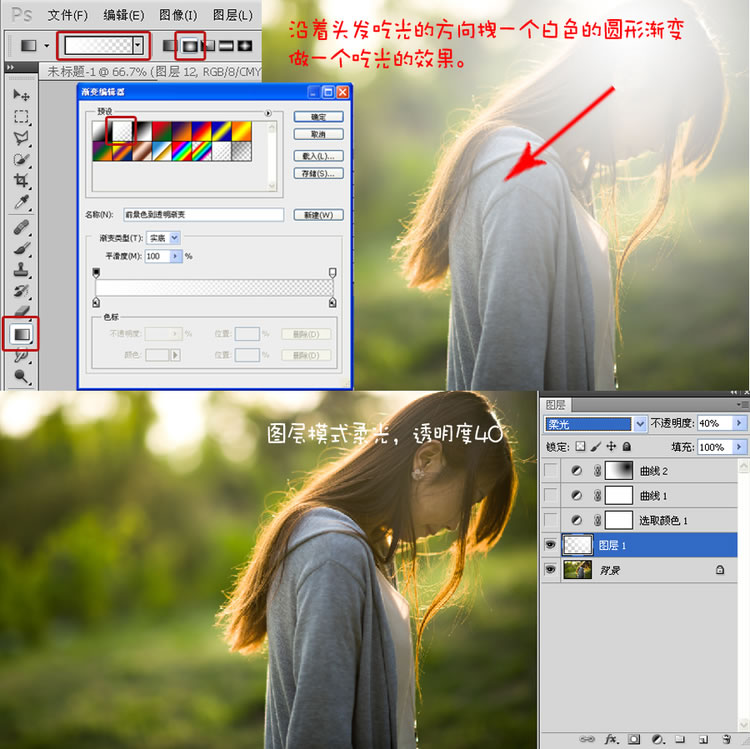 Ps 文件(F) 编辑(E) 图像(I) 图层(L)
沿着头发吃光的方向拽一个白色的圆形渐变
做一个吃光的效果。
未标题-1 @ 66.7% (图层 12, RGB/8/CMY
渐变编辑器
预设
确定
取消
载入(L)...
存储(S)...
名称(N): 前景色到透明渐变 新建(W)
渐变类型(T): 实底
平滑度(M): 100 %
色标
不透明度: % 位置: % 删除(D)
颜色: 位置: % 删除(D)
图层模式柔光，透明度40
图层
柔光 不透明度: 40%
锁定: 填充: 100%
曲线 2
曲线 1
选取颜色 1
图层 1
背景
fx.